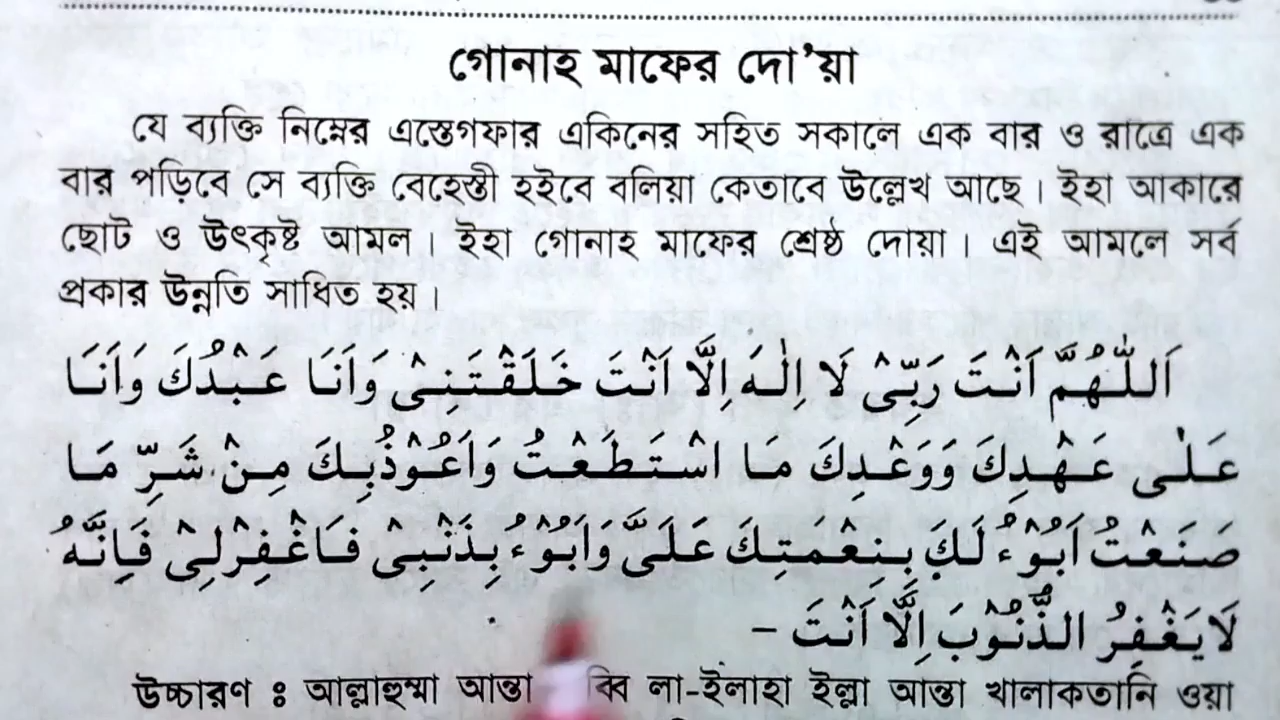 গোনাহ মাফের দো'য়া
যে ব্যক্তি নিম্নের এস্তেগফার একিনের সহিত সকালে এক বার ও রাত্রে এক
বার পড়িবে সে ব্যক্তি বেহেস্তী হইবে বলিয়া কেতাবে উল্লেখ আছে। ইহা আকারে
ছোট ও উৎকৃষ্ট আমল। ইহা গোনাহ মাফের শ্রেষ্ঠ দোয়া। এই আমলে সর্ব
প্রকার উন্নতি সাধিত হয়।
اَللّٰهُمَّ اَنْتَ رَبِّىْ لَا اِلٰهَ اِلَّا اَنْتَ خَلَقْتَنِىْ وَاَنَا عَبْدُكَ وَاَنَا
عَلٰى عَهْدِكَ وَوَعْدِكَ مَا اسْتَطَعْتُ وَاَعُوْذُبِكَ مِنْ شَرِّ مَا
صَنَعْتُ اَبُوْءُ لَكَ بِنِعْمَتِكَ عَلَىَّ وَاَبُوْءُ بِذَنْبِىْ فَاغْفِرْلِىْ فَاِنَّهُ
لَايَغْفِرُ الذُّنُوْبَ اِلَّا اَنْتَ -
উচ্চারণ ঃ আল্লাহুম্মা আন্তা ব্বি লা-ইলাহা ইল্লা আন্তা খালাকতানি ওয়া